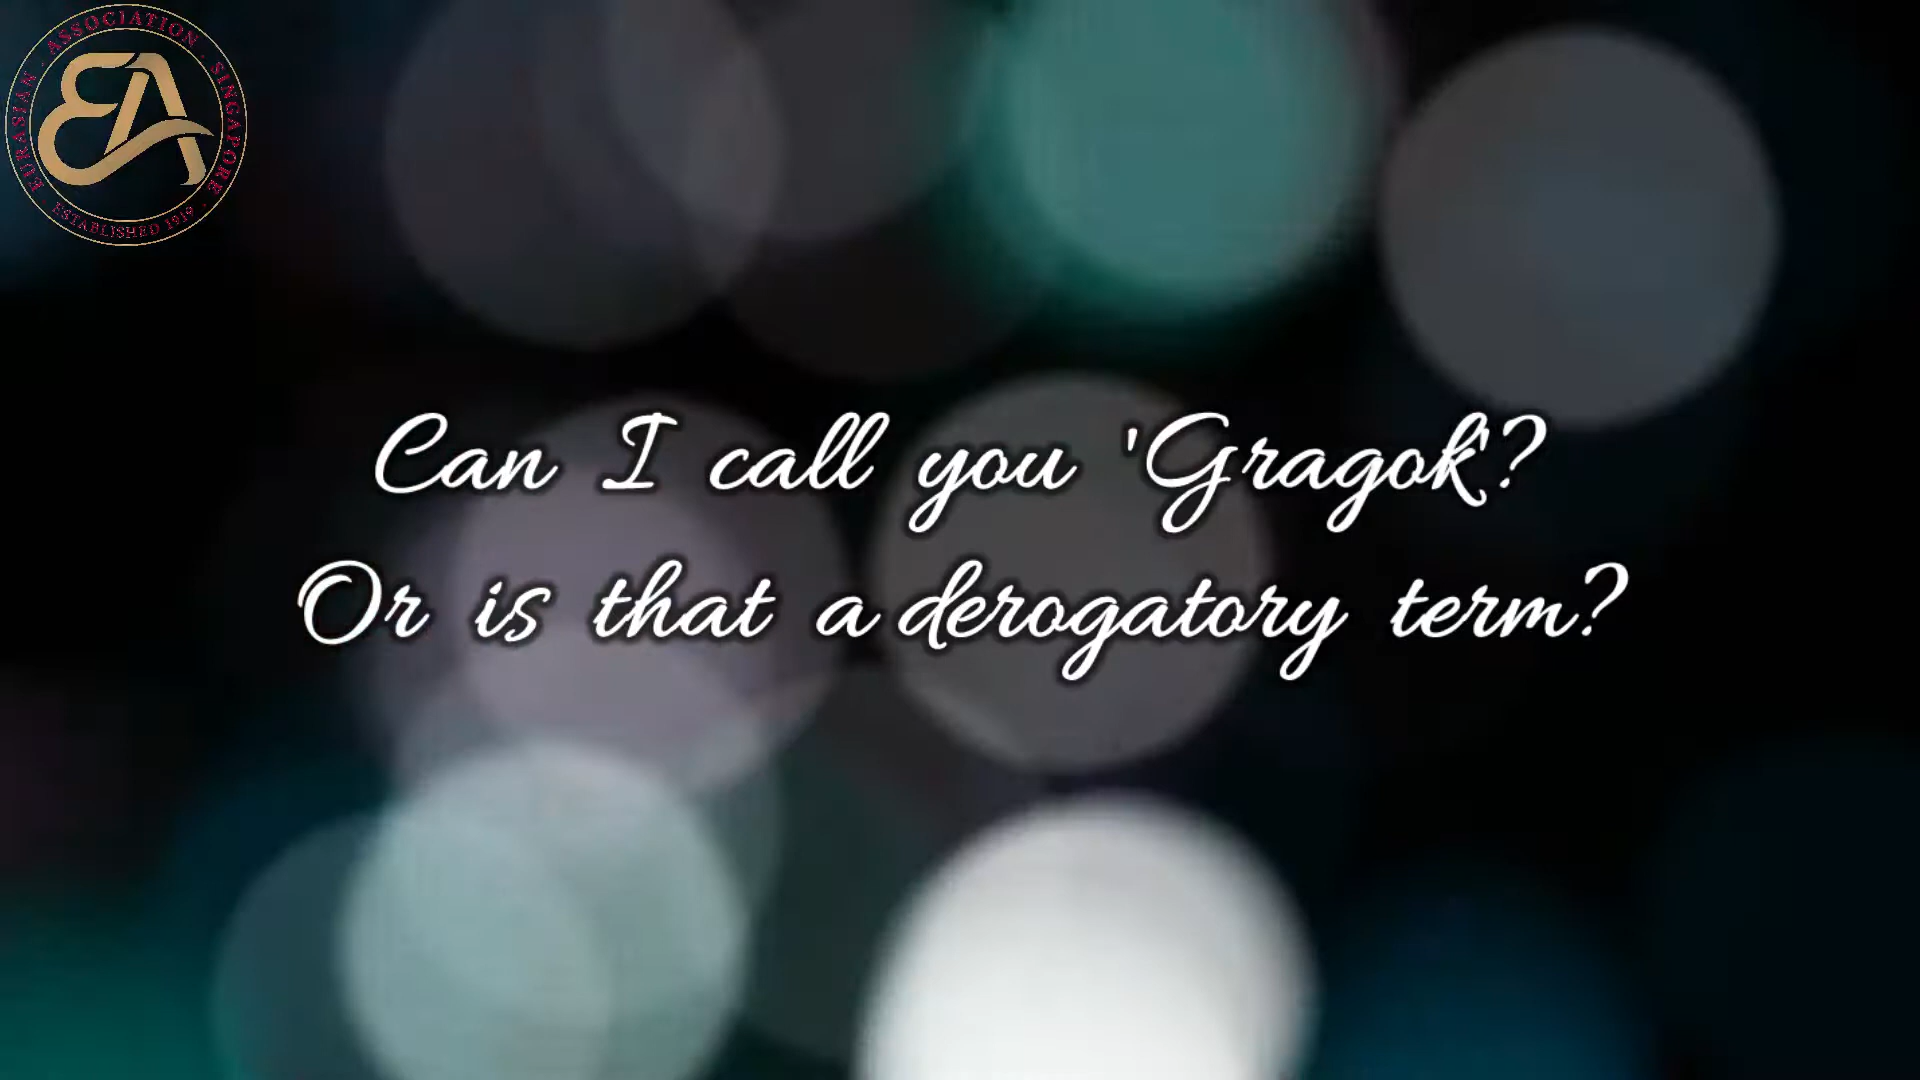 EURASIAN · ASSOCIATION · SINGAPORE
EA
· ESTABLISHED 1919 ·
Can I call you 'Gragok'?
Or is that a derogatory term?